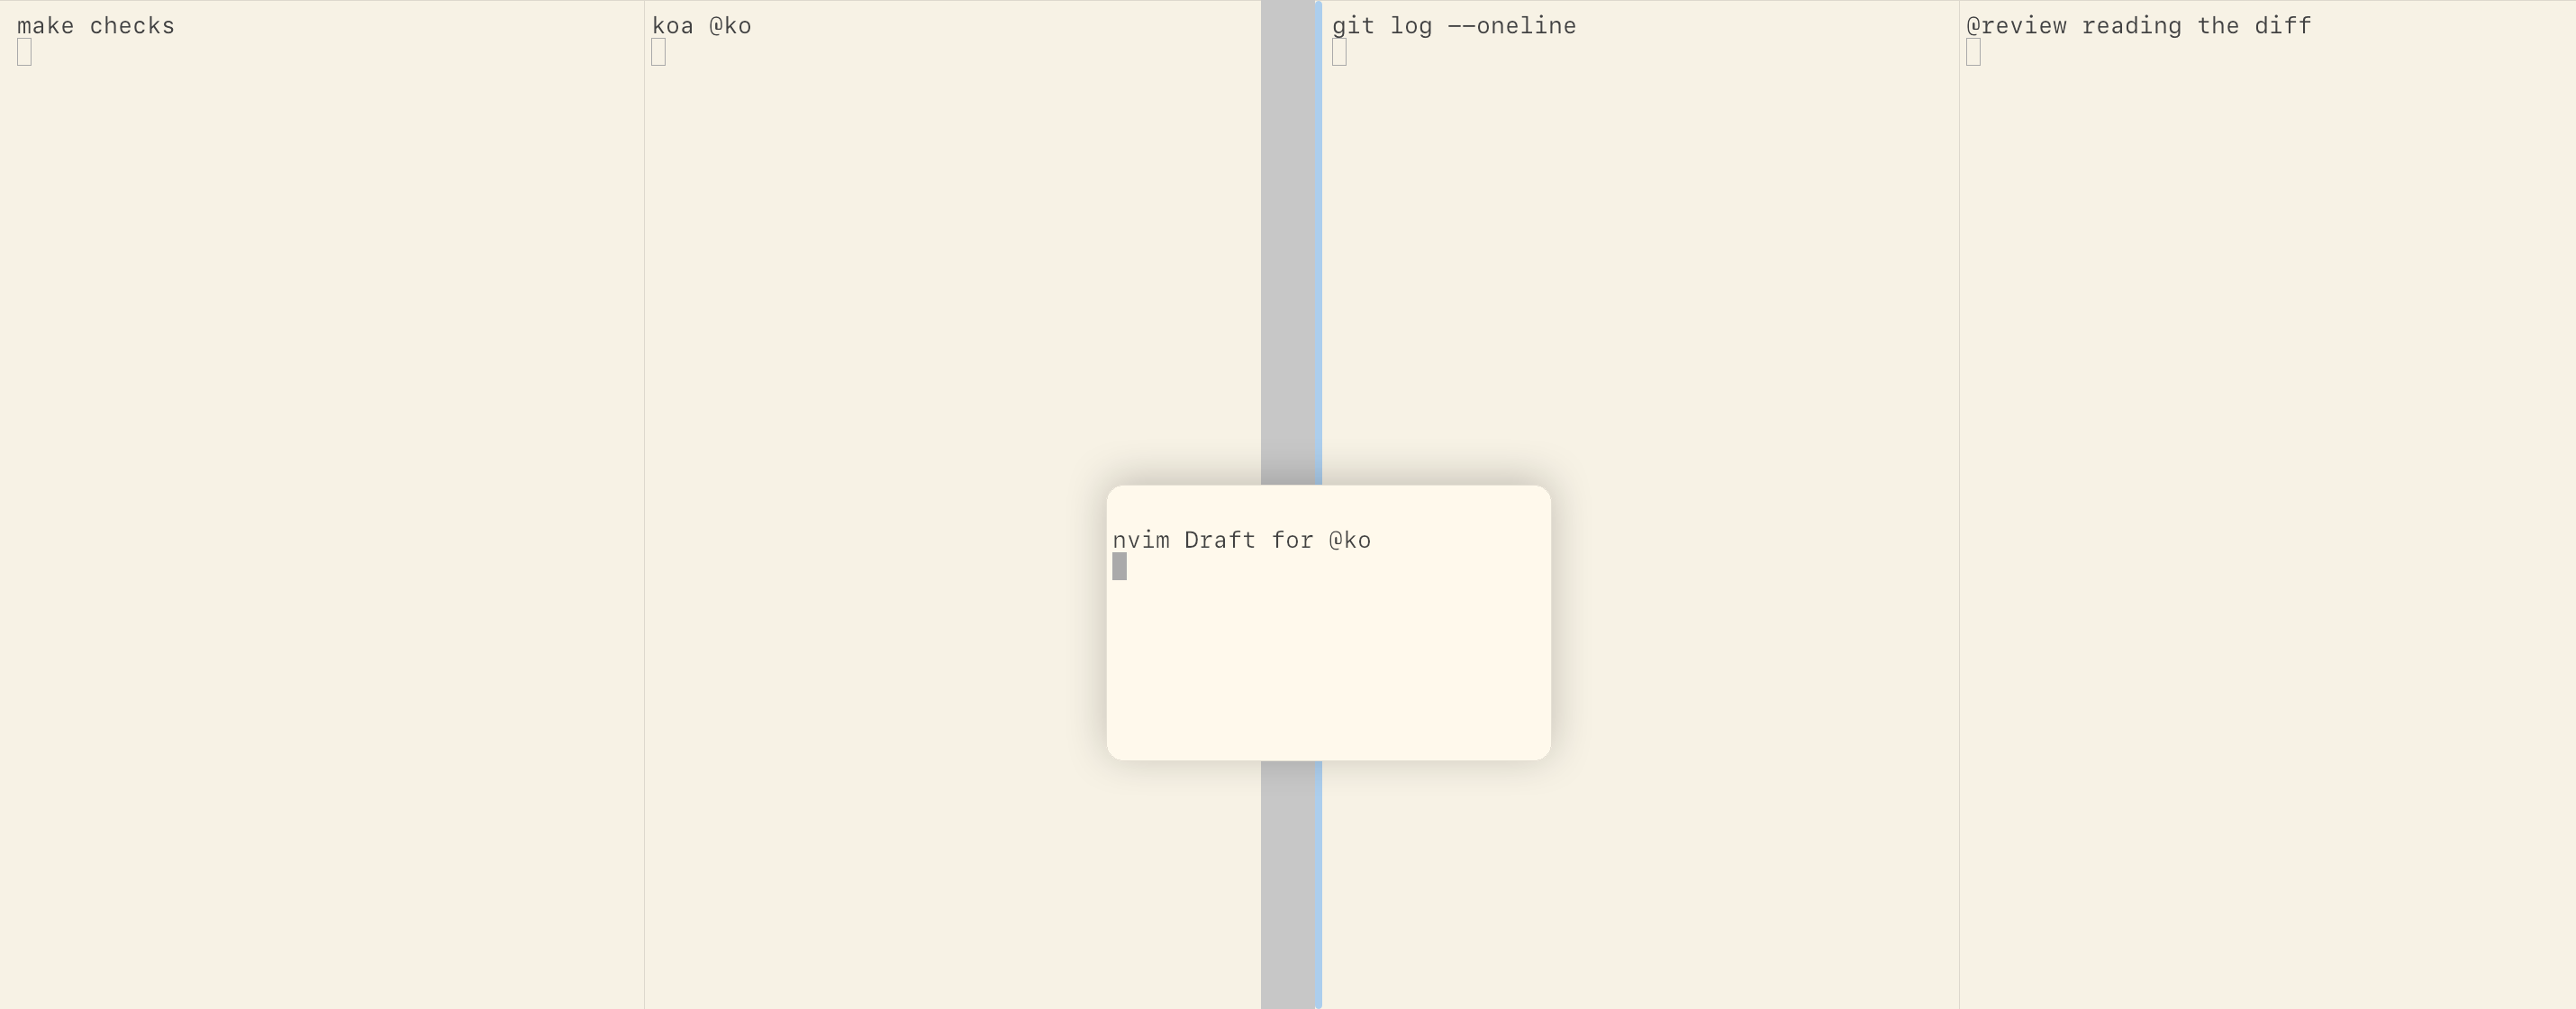 make checks
koa @ko
git log --oneline
@review reading the diff
nvim Draft for @ko